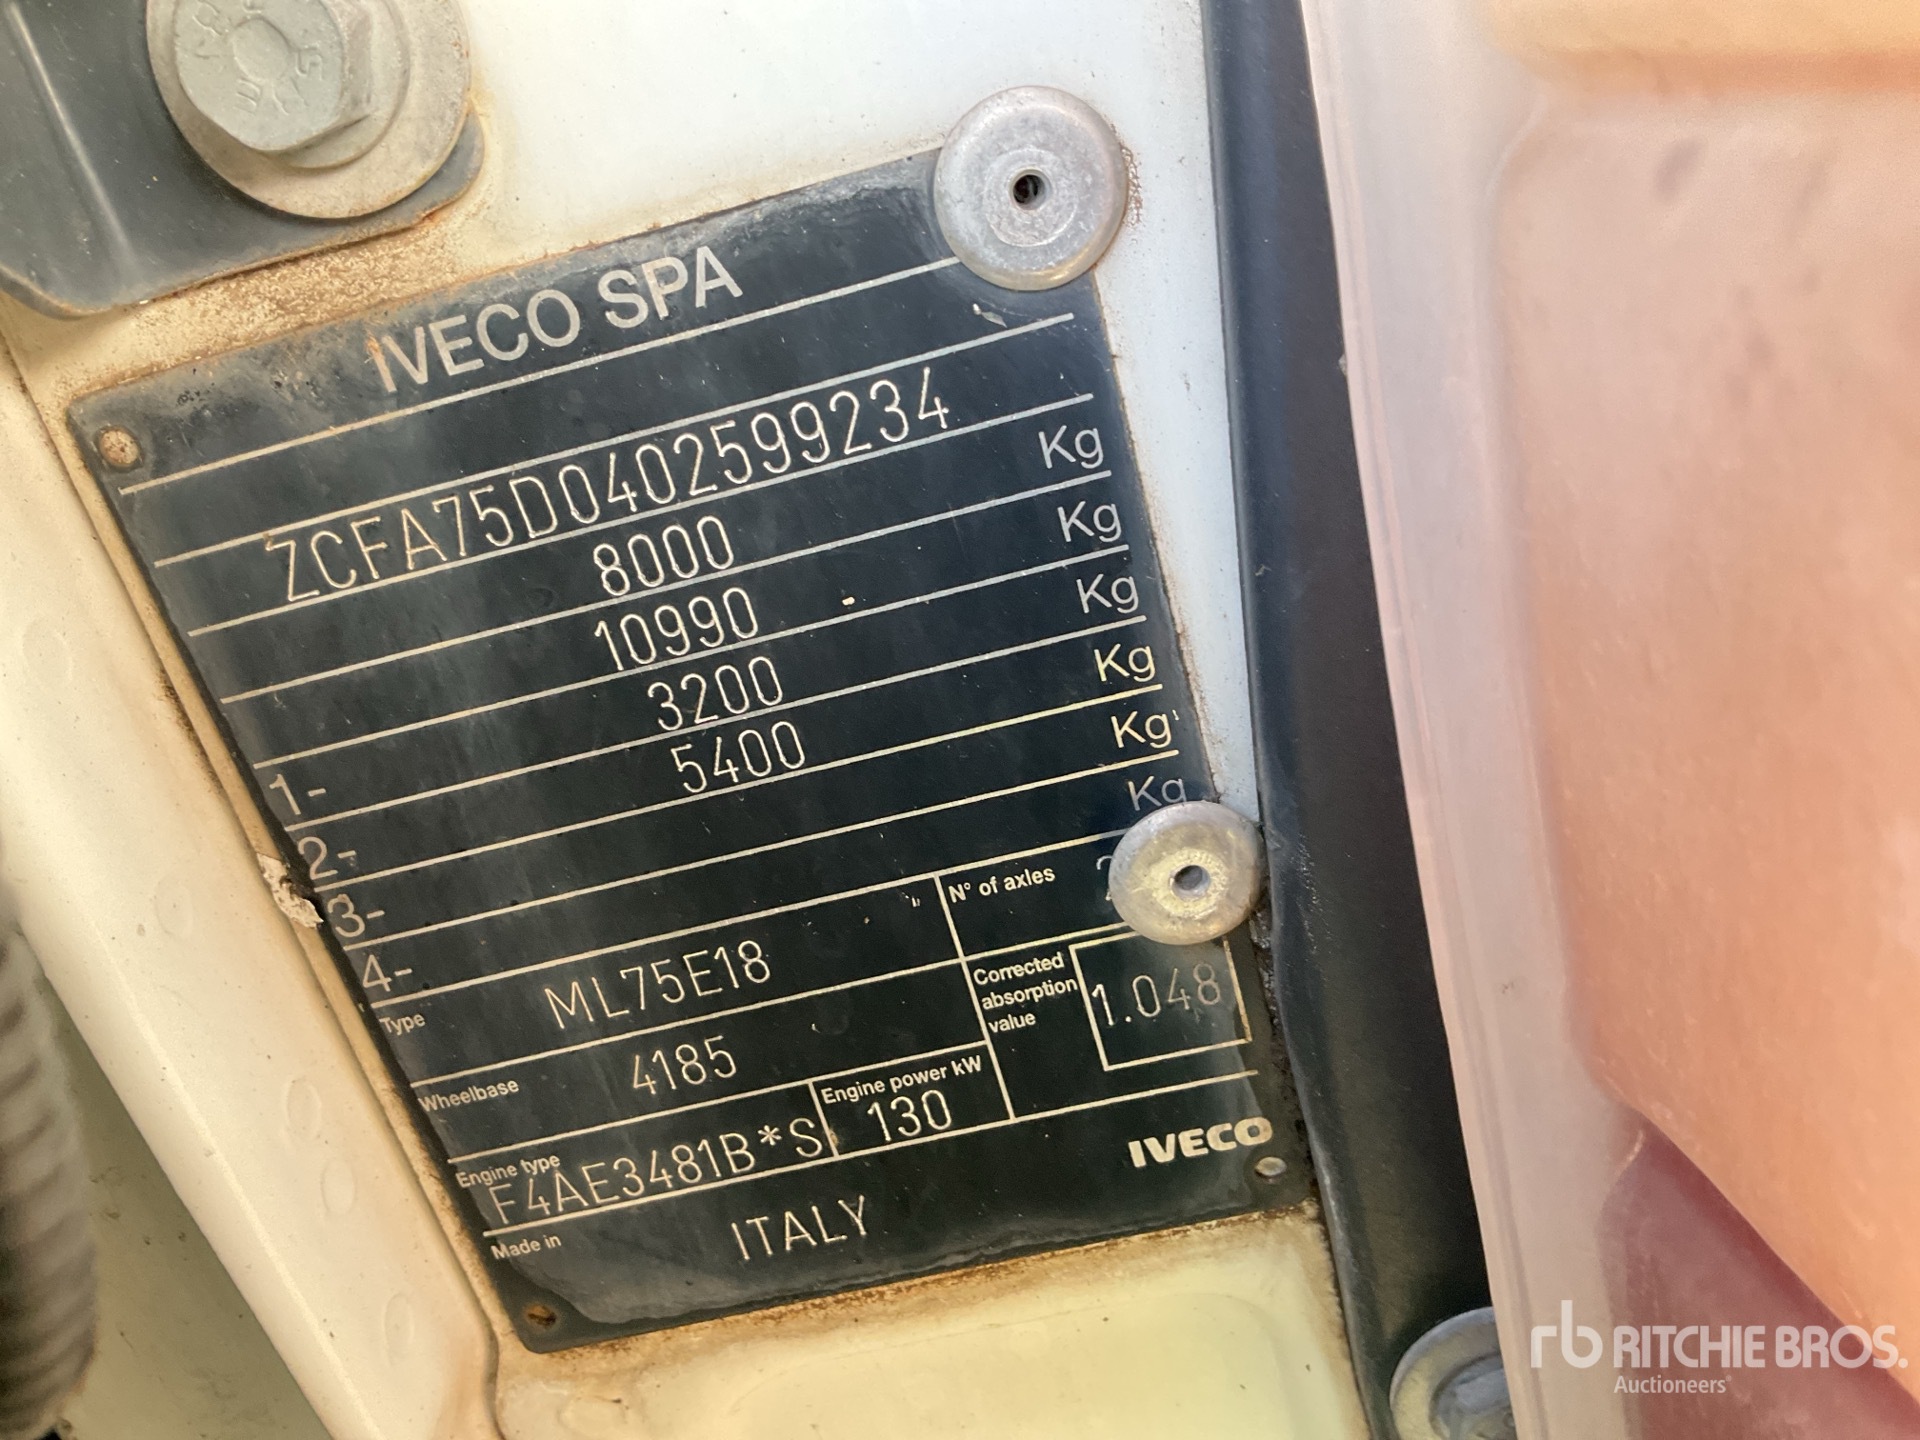 IVECO SPA
ZCFA75D0402599234
8000 Kg
10990 Kg
1- 3200 Kg
2- 5400 Kg
3- Kg
4- Kg
Type ML75E18 N° of axles
Wheelbase 4185 Corrected absorption value 1.048
Engine type F4AE3481B*S Engine power kW 130
Made in ITALY IVECO
rb RITCHIE BROS.
Auctioneers